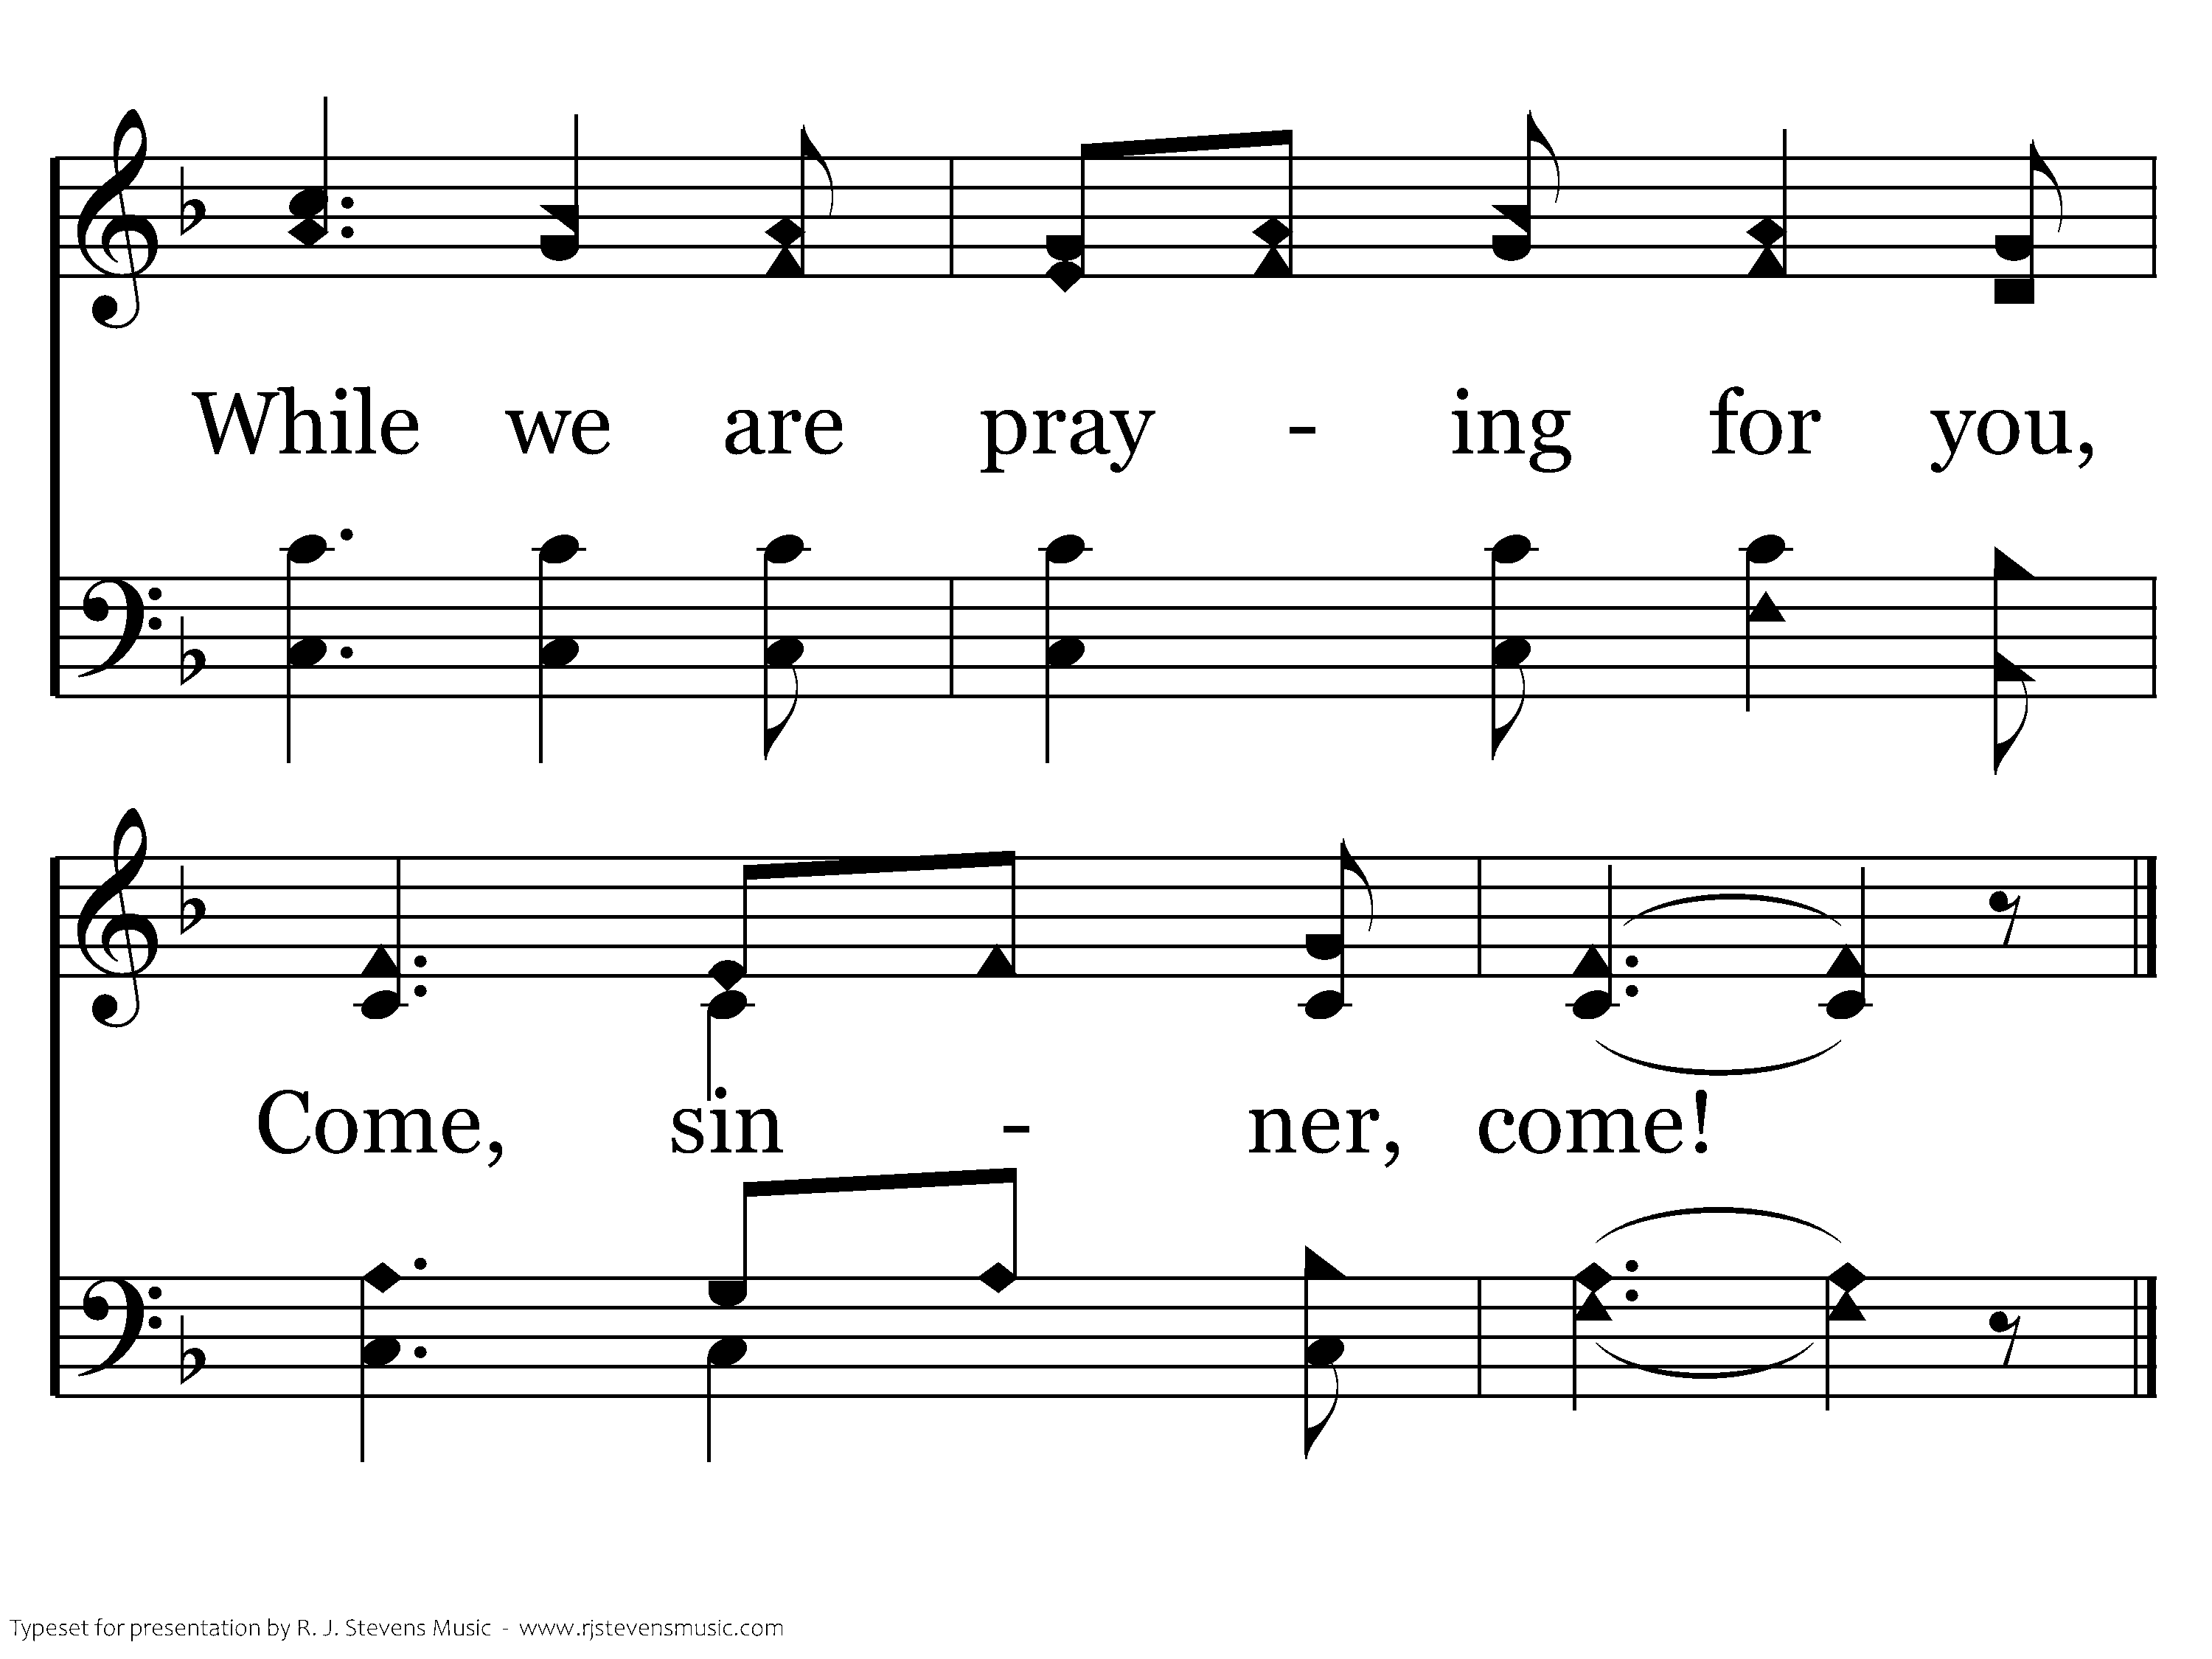 While we are pray - ing for you,
Come, sin - ner, come!
Typeset for presentation by R. J. Stevens Music - www.rjstevensmusic.com